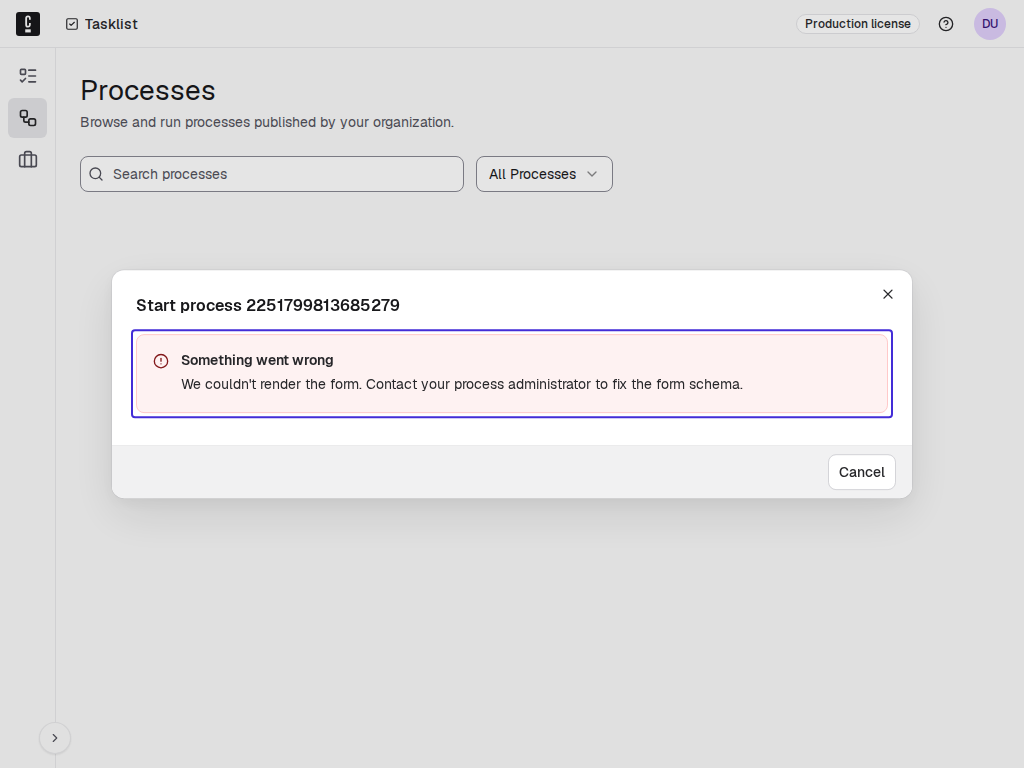 Tasklist
Production license
DU
Processes
Browse and run processes published by your organization.
Search processes
All Processes
Start process 2251799813685279
Something went wrong
We couldn't render the form. Contact your process administrator to fix the form schema.
Cancel